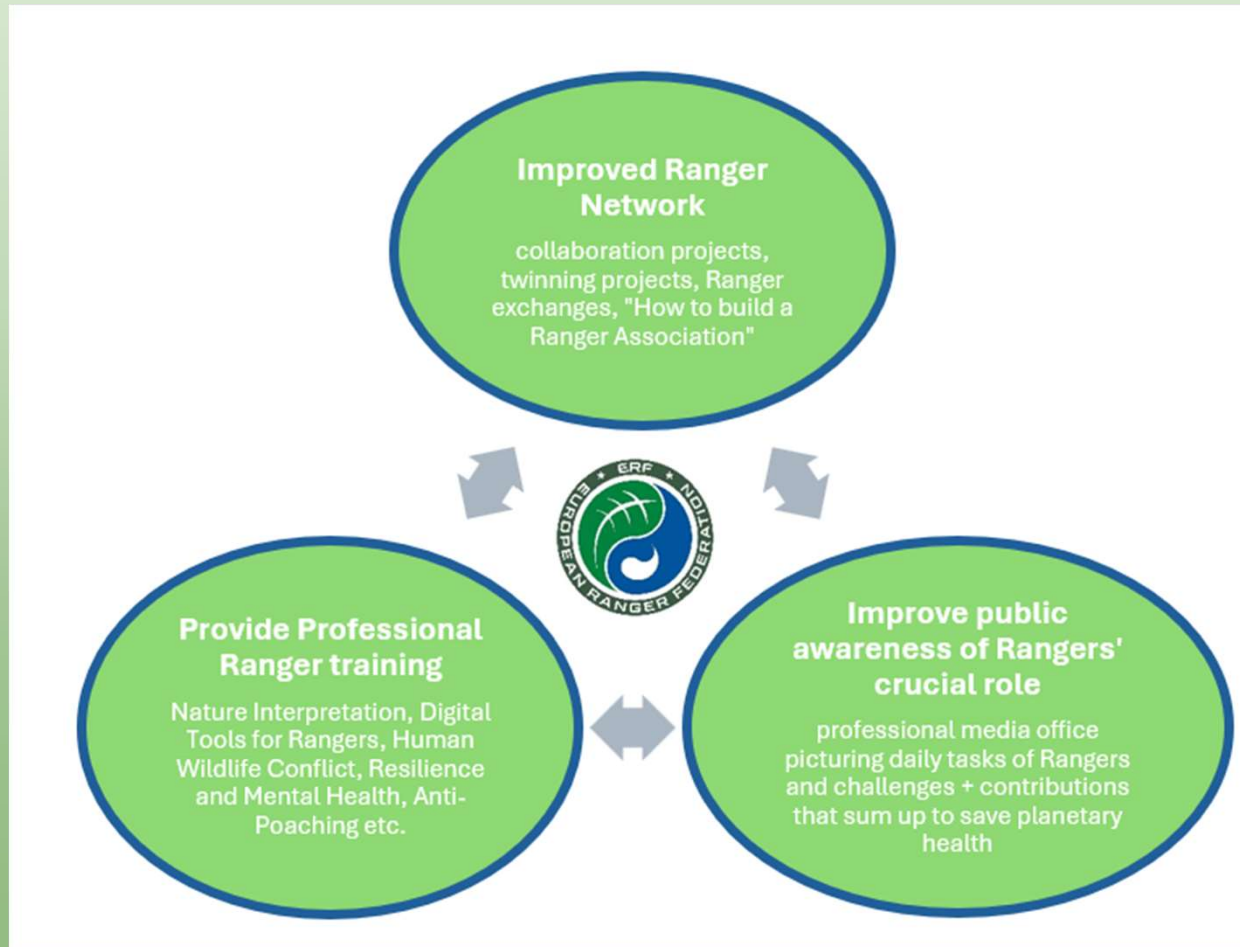 Improved Ranger
Network
collaboration projects,
twinning projects, Ranger
exchanges, "How to build a
Ranger Association"
★ ERF ★
EUROPEAN RANGER FEDERATION
Provide Professional
Ranger training
Nature Interpretation, Digital
Tools for Rangers, Human
Wildlife Conflict, Resilience
and Mental Health, Anti-
Poaching etc.
Improve public
awareness of Rangers'
crucial role
professional media office
picturing daily tasks of Rangers
and challenges + contributions
that sum up to save planetary
health